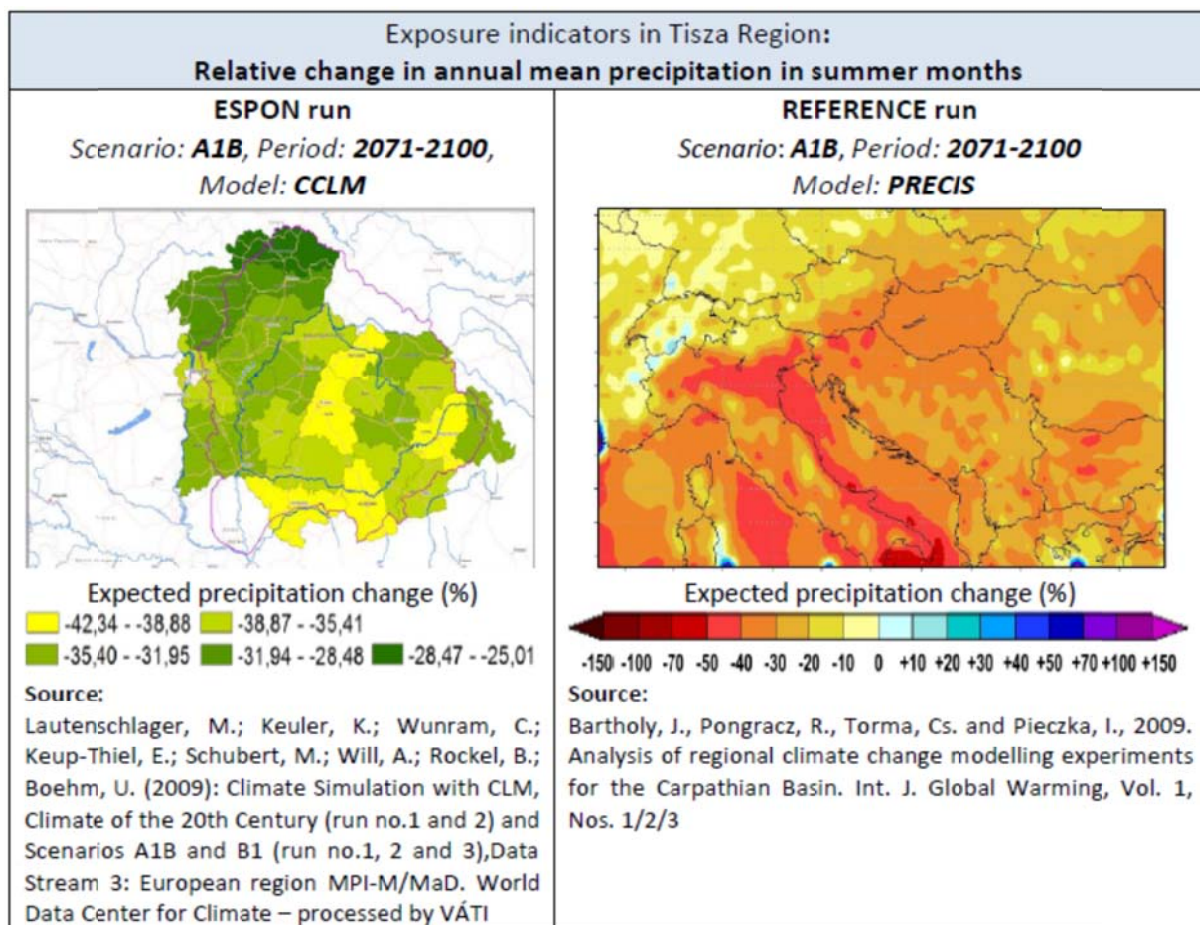 Exposure indicators in Tisza Region:
Relative change in annual mean precipitation in summer months
ESPON run
Scenario: A1B, Period: 2071-2100,
Model: CCLM
Expected precipitation change (%)
-42,34 - -38,88 -38,87 - -35,41
-35,40 - -31,95 -31,94 - -28,48 -28,47 - -25,01
Source:
Lautenschlager, M.; Keuler, K.; Wunram, C.;
Keup-Thiel, E.; Schubert, M.; Will, A.; Rockel, B.;
Boehm, U. (2009): Climate Simulation with CLM,
Climate of the 20th Century (run no.1 and 2) and
Scenarios A1B and B1 (run no.1, 2 and 3),Data
Stream 3: European region MPI-M/MaD. World
Data Center for Climate – processed by VÁTI
REFERENCE run
Scenario: A1B, Period: 2071-2100
Model: PRECIS
Expected precipitation change (%)
-150 -100 -70 -50 -40 -30 -20 -10 0 +10 +20 +30 +40 +50 +70 +100 +150
Source:
Bartholy, J., Pongracz, R., Torma, Cs. and Pieczka, I., 2009.
Analysis of regional climate change modelling experiments
for the Carpathian Basin. Int. J. Global Warming, Vol. 1,
Nos. 1/2/3